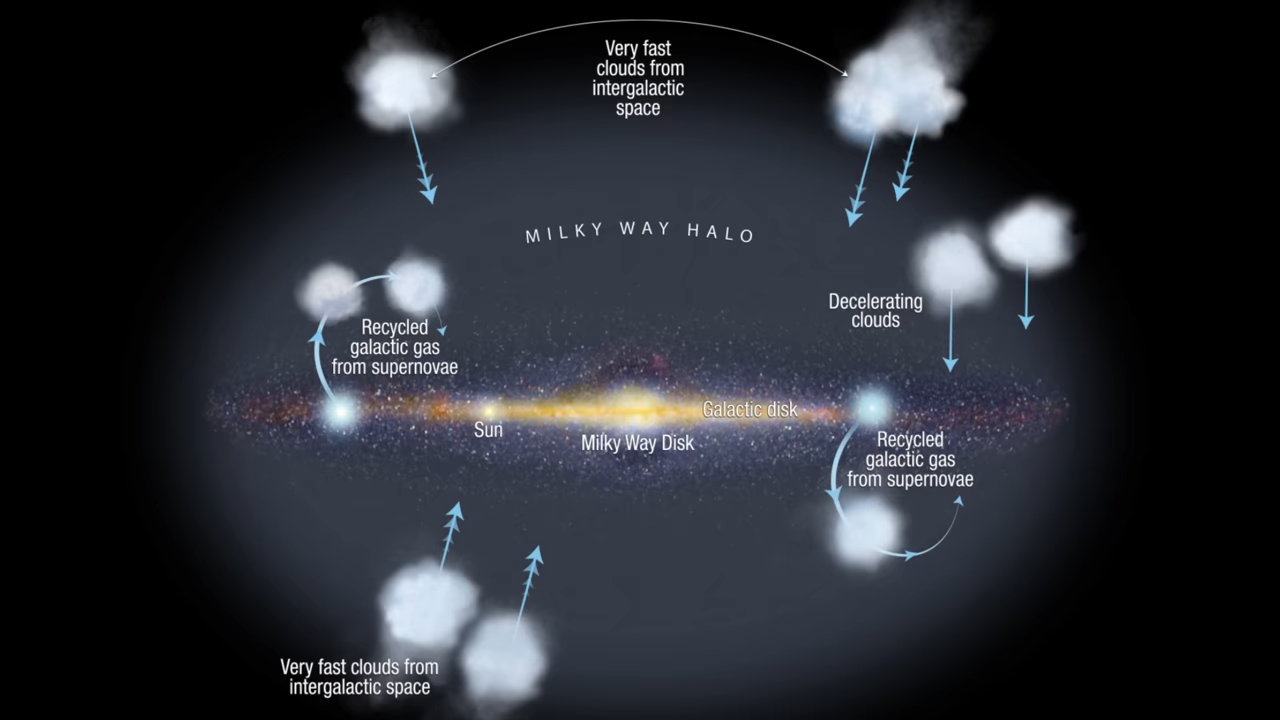 Very fast
clouds from
intergalactic
space
MILKY WAY HALO
Decelerating
clouds
Recycled
galactic gas
from supernovae
Galactic disk
Sun
Milky Way Disk
Recycled
galactic gas
from supernovae
Very fast clouds from
intergalactic space